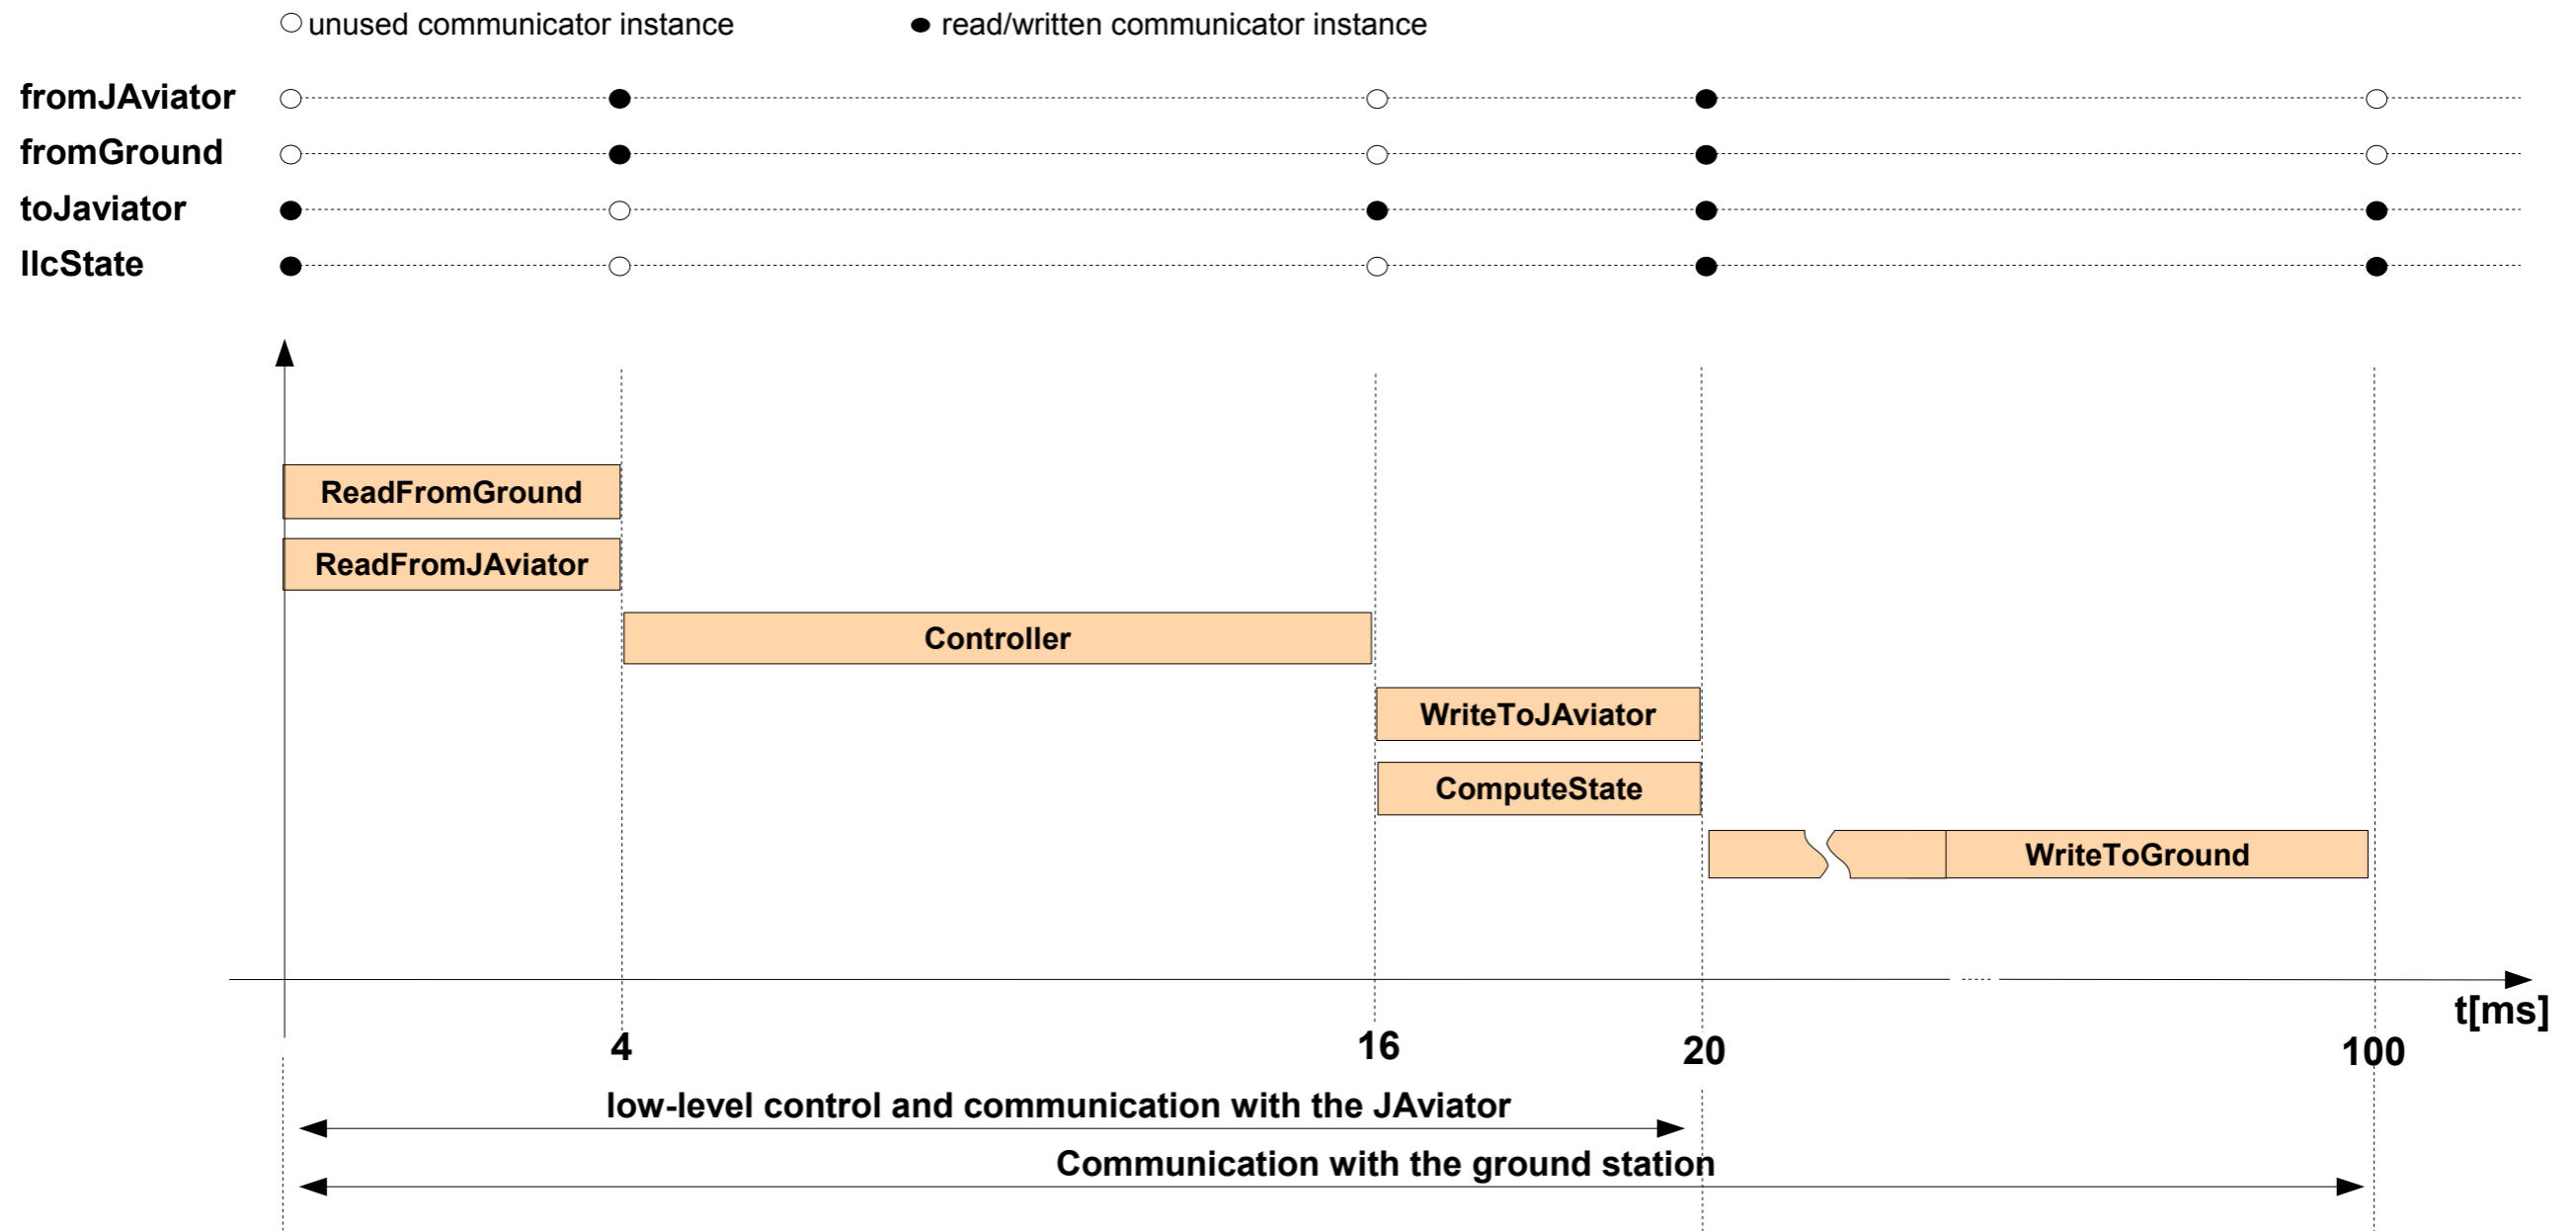 unused communicator instance
read/written communicator instance
fromJAviator
fromGround
toJaviator
llcState
ReadFromGround
ReadFromJAviator
Controller
WriteToJAviator
ComputeState
WriteToGround
t[ms]
4 16 20 100
low-level control and communication with the JAviator
Communication with the ground station